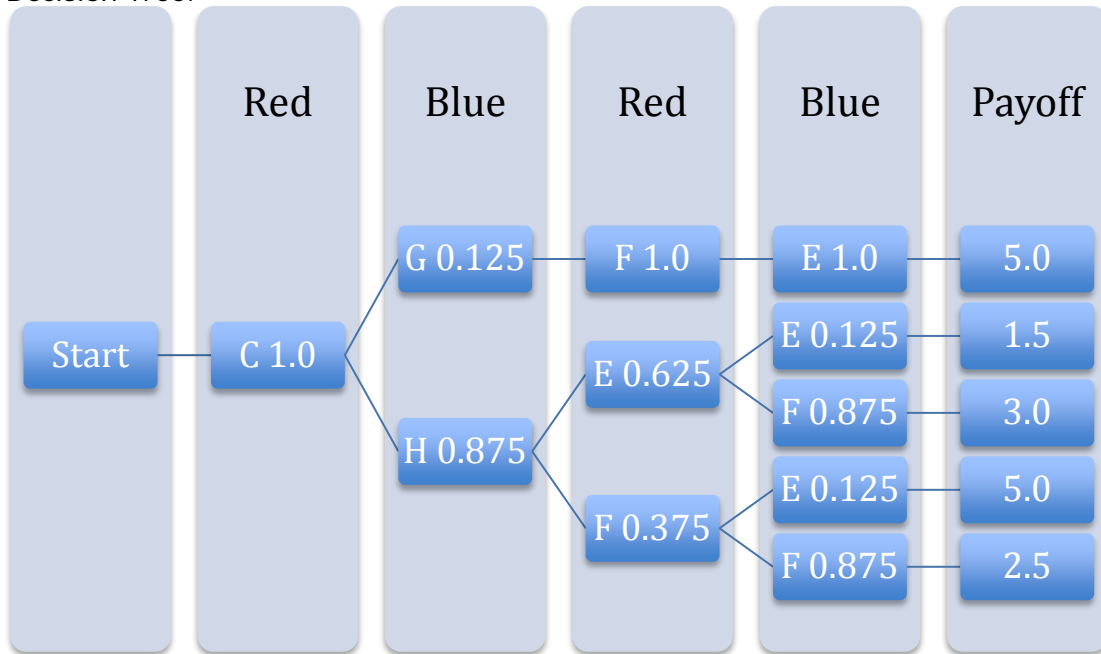 Decision Tree:
Red Blue Red Blue Payoff
G 0.125 F 1.0 E 1.0 5.0
Start C 1.0 E 0.125 1.5
E 0.625
F 0.875 3.0
H 0.875
E 0.125 5.0
F 0.375
F 0.875 2.5